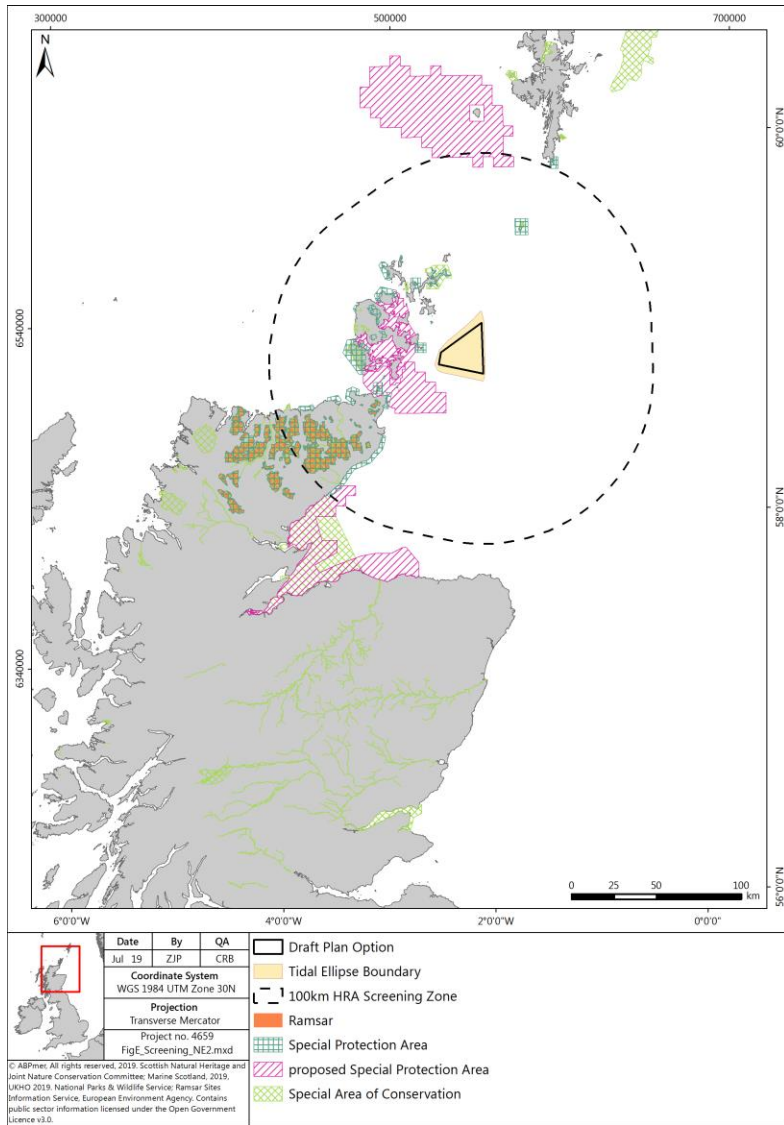 300000 500000 700000
N
60°0'0"N
6540000
58°0'0"N
6340000
56°0'0"N
0 25 50 100
km
6°0'0"W 4°0'0"W 2°0'0"W 0°0'0"
Date By QA
Jul 19 ZJP CRB
Coordinate System
WGS 1984 UTM Zone 30N
Projection
Transverse Mercator
Project no. 4659
FigE_Screening_NE2.mxd
© ABPmer, All rights reserved, 2019. Scottish Natural Heritage and
Joint Nature Conservation Committee; Marine Scotland, 2019,
UKHO 2019. National Parks & Wildlife Service; Ramsar Sites
Information Service, European Environment Agency. Contains
public sector information licensed under the Open Government
Licence v3.0.
Draft Plan Option
Tidal Ellipse Boundary
100km HRA Screening Zone
Ramsar
Special Protection Area
proposed Special Protection Area
Special Area of Conservation